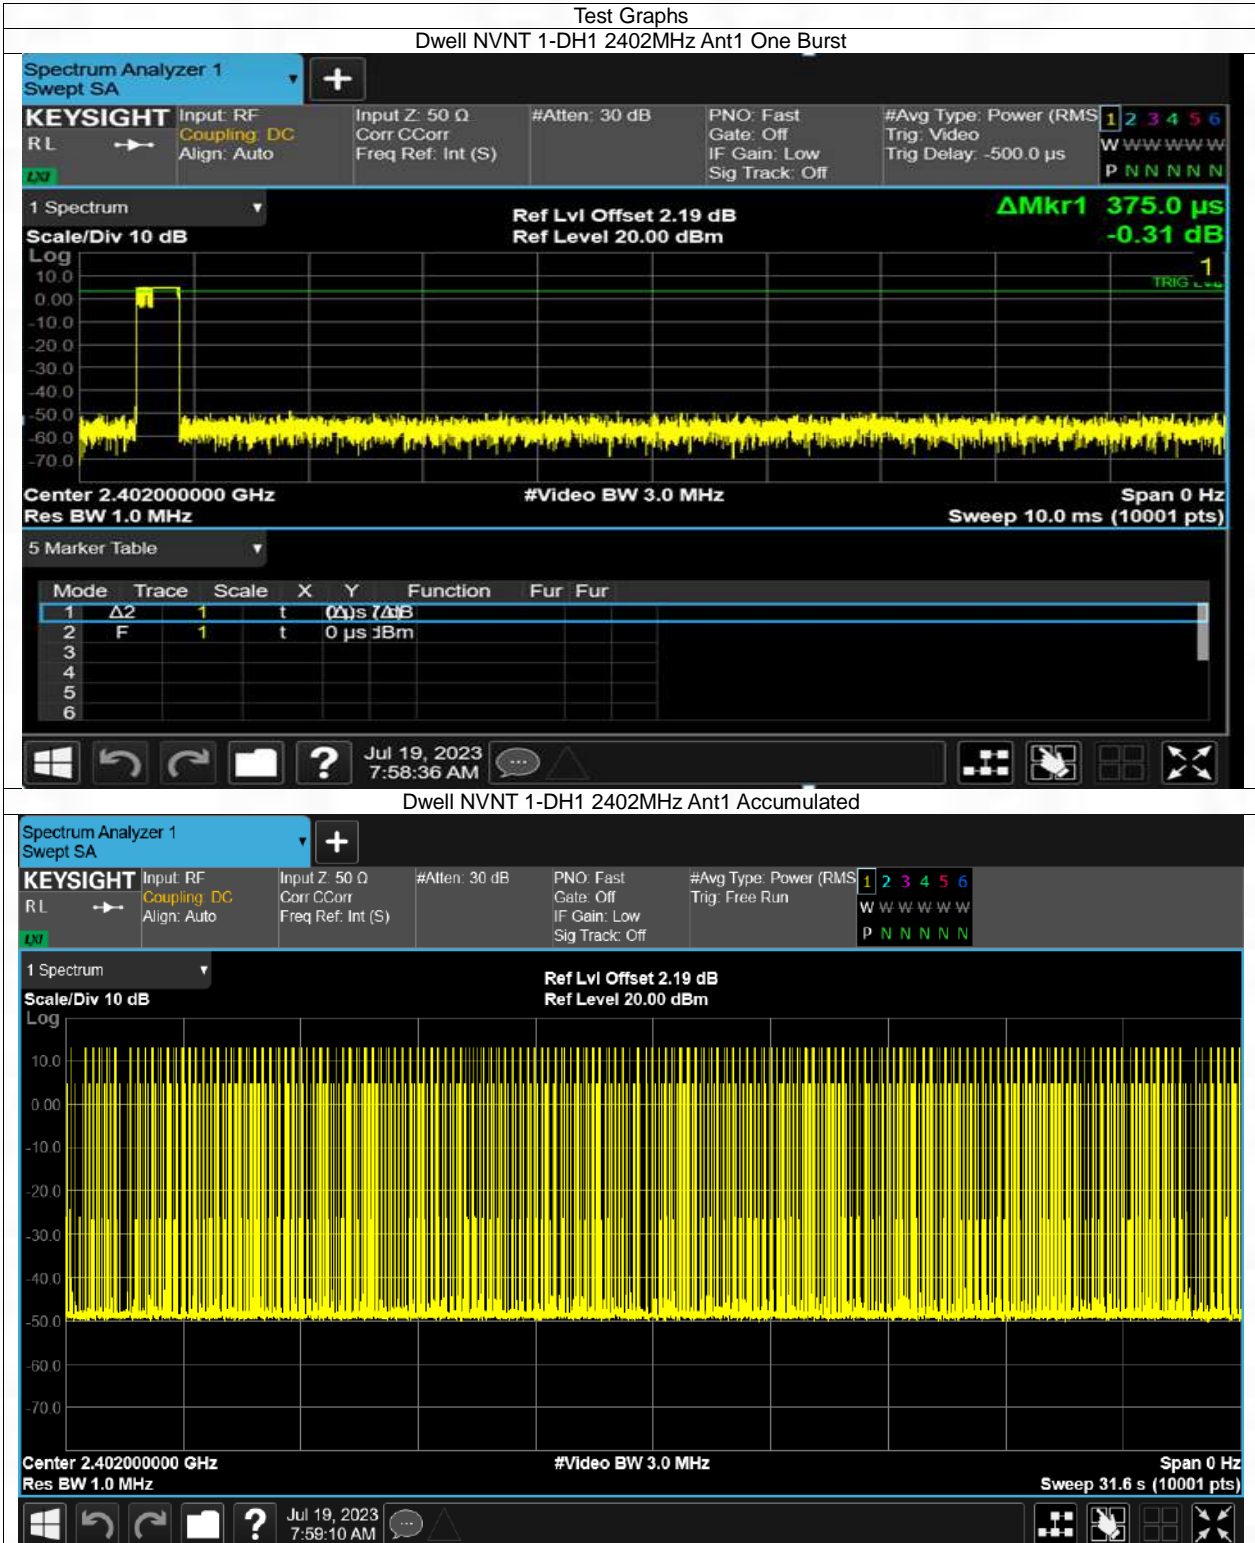 Test Graphs
Dwell NVNT 1-DH1 2402MHz Ant1 One Burst
Spectrum Analyzer 1
Swept SA
KEYSIGHT
RL
LXI
Input: RF
Coupling: DC
Align: Auto
Input Z: 50 Ω
Corr CCorr
Freq Ref: Int (S)
#Atten: 30 dB
PNO: Fast
Gate: Off
IF Gain: Low
Sig Track: Off
#Avg Type: Power (RMS
Trig: Video
Trig Delay: -500.0 µs
1 2 3 4 5 6
W W W W W W
P N N N N N
1 Spectrum
Scale/Div 10 dB
Log
Ref Lvl Offset 2.19 dB
Ref Level 20.00 dBm
ΔMkr1 375.0 µs
-0.31 dB
1
TRIG
10.0
0.00
-10.0
-20.0
-30.0
-40.0
-50.0
-60.0
-70.0
Center 2.402000000 GHz
Res BW 1.0 MHz
#Video BW 3.0 MHz
Span 0 Hz
Sweep 10.0 ms (10001 pts)
5 Marker Table
Mode Trace Scale X Y Function Fur Fur
1 Δ2 1 t
2 F 1 t 0 µs dBm
3
4
5
6
Jul 19, 2023
7:58:36 AM
Dwell NVNT 1-DH1 2402MHz Ant1 Accumulated
Spectrum Analyzer 1
Swept SA
KEYSIGHT
RL
LXI
Input: RF
Coupling: DC
Align: Auto
Input Z: 50 Ω
Corr CCorr
Freq Ref: Int (S)
#Atten: 30 dB
PNO: Fast
Gate: Off
IF Gain: Low
Sig Track: Off
#Avg Type: Power (RMS
Trig: Free Run
1 2 3 4 5 6
W W W W W W
P N N N N N
1 Spectrum
Scale/Div 10 dB
Log
Ref Lvl Offset 2.19 dB
Ref Level 20.00 dBm
10.0
0.00
-10.0
-20.0
-30.0
-40.0
-50.0
-60.0
-70.0
Center 2.402000000 GHz
Res BW 1.0 MHz
#Video BW 3.0 MHz
Span 0 Hz
Sweep 31.6 s (10001 pts)
Jul 19, 2023
7:59:10 AM